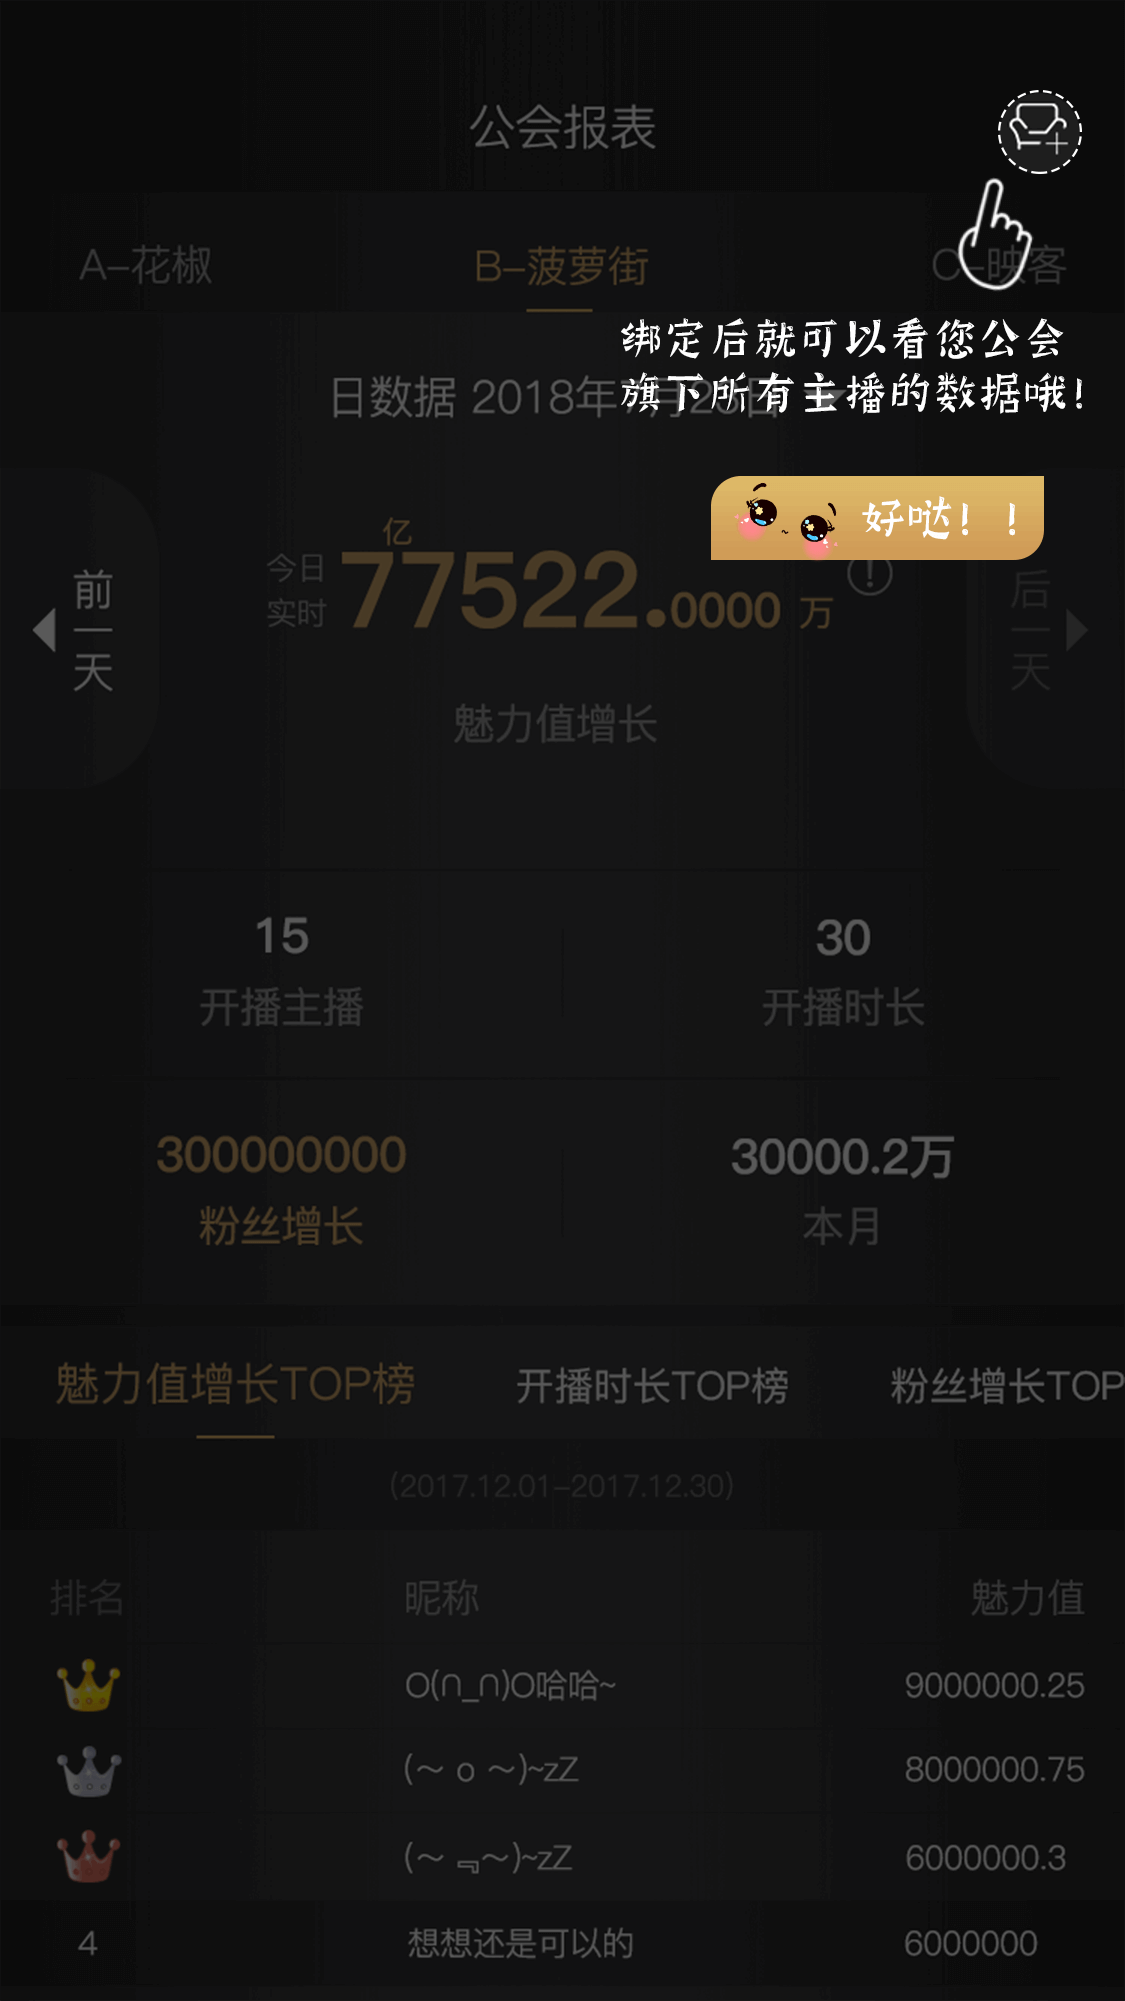 公会报表
A-花椒
B-菠萝街
C-映客
绑定后就可以看您公会
旗下所有主播的数据哦!
日数据 2018年7月23日
好哒！！
亿
今日
实时
77522.0000 万
前一天
后一天
魅力值增长
15
开播主播
30
开播时长
300000000
粉丝增长
30000.2万
本月
魅力值增长TOP榜
开播时长TOP榜
粉丝增长TOP
(2017.12.01-2017.12.30)
排名 昵称 魅力值
O(∩_∩)O哈哈~ 9000000.25
(～ o ～)~zZ 8000000.75
(～﹃～)~zZ 6000000.3
4 想想还是可以的 6000000